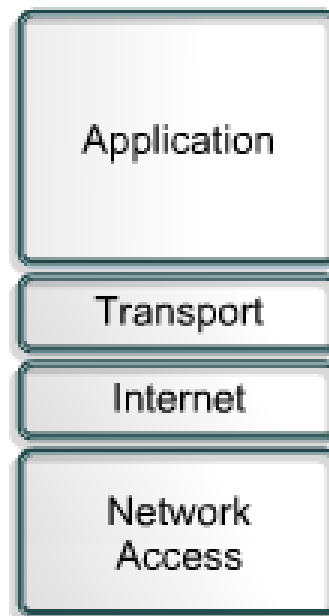 Application
Transport
Internet
Network
Access